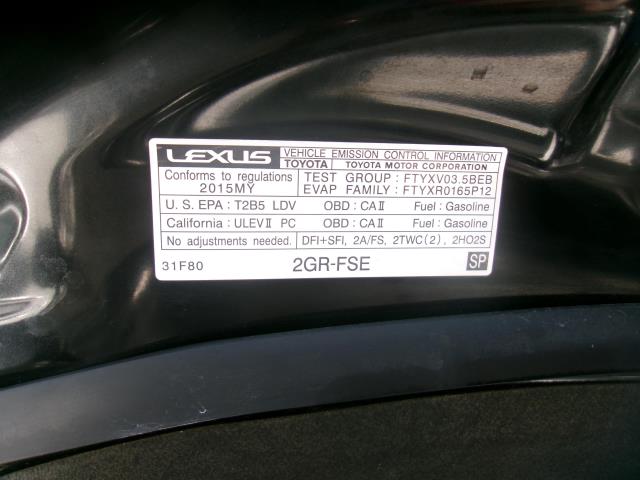 LEXUS VEHICLE EMISSION CONTROL INFORMATION
TOYOTA TOYOTA MOTOR CORPORATION
Conforms to regulations TEST GROUP : FTYXV03.5BEB
2015MY EVAP FAMILY : FTYXR0165P12
U.S. EPA : T2B5 LDV OBD : CAⅡ Fuel : Gasoline
California : ULEVⅡ PC OBD : CAⅡ Fuel : Gasoline
No adjustments needed. DFI+SFI, 2A/FS, 2TWC(2), 2HO2S
31F80 2GR-FSE SP